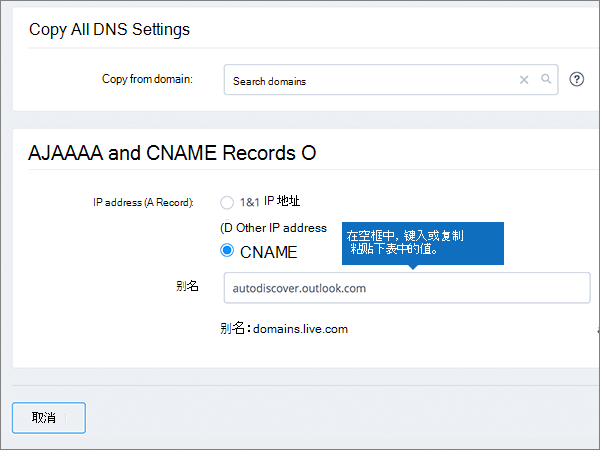 Copy All DNS Settings
Copy from domain: Search domains
AJAAAA and CNAME Records O
IP address (A Record): 1&1 IP 地址
(D Other IP address
在空框中，键入或复制
粘贴下表中的值。
CNAME
别名 autodiscover.outlook.com
别名：domains.live.com
取消